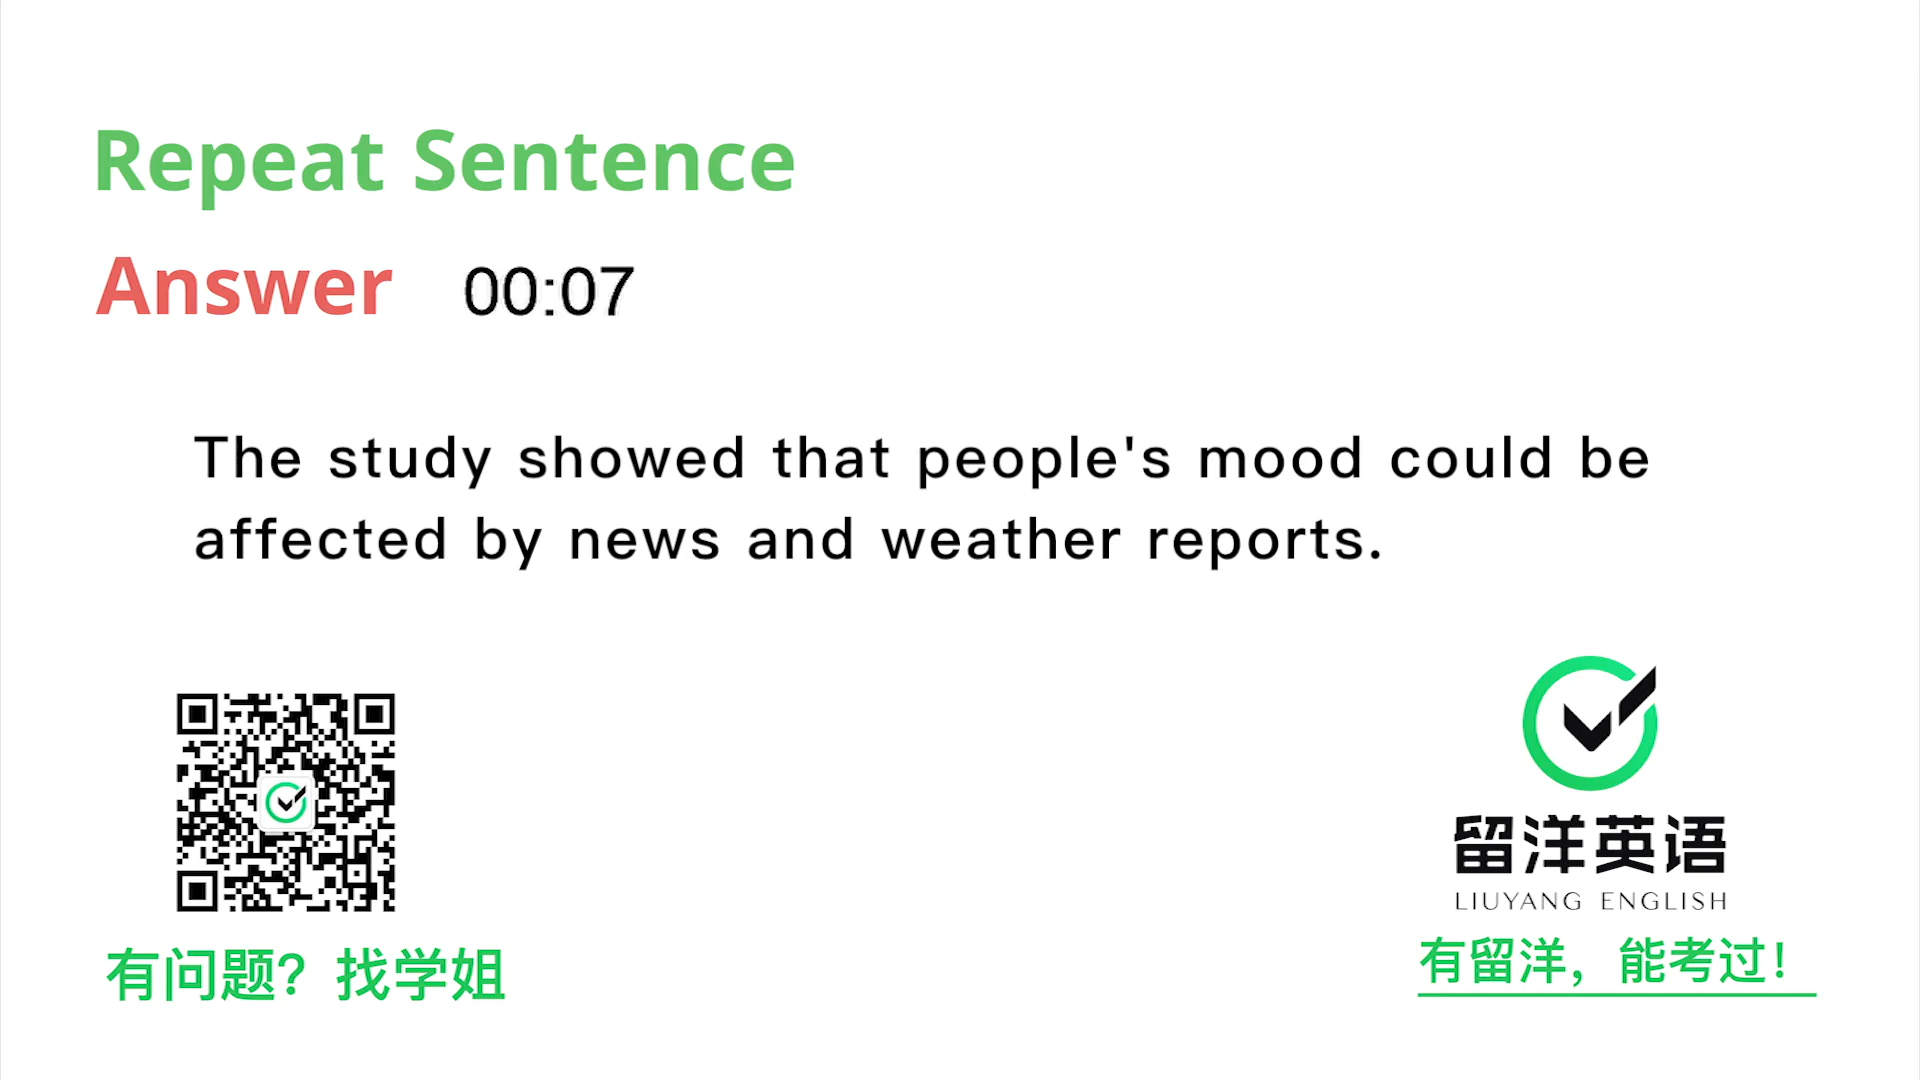 Repeat Sentence
Answer 00:07
The study showed that people's mood could be
affected by news and weather reports.
有问题？找学姐
留洋英语
LIUYANG ENGLISH
有留洋，能考过！